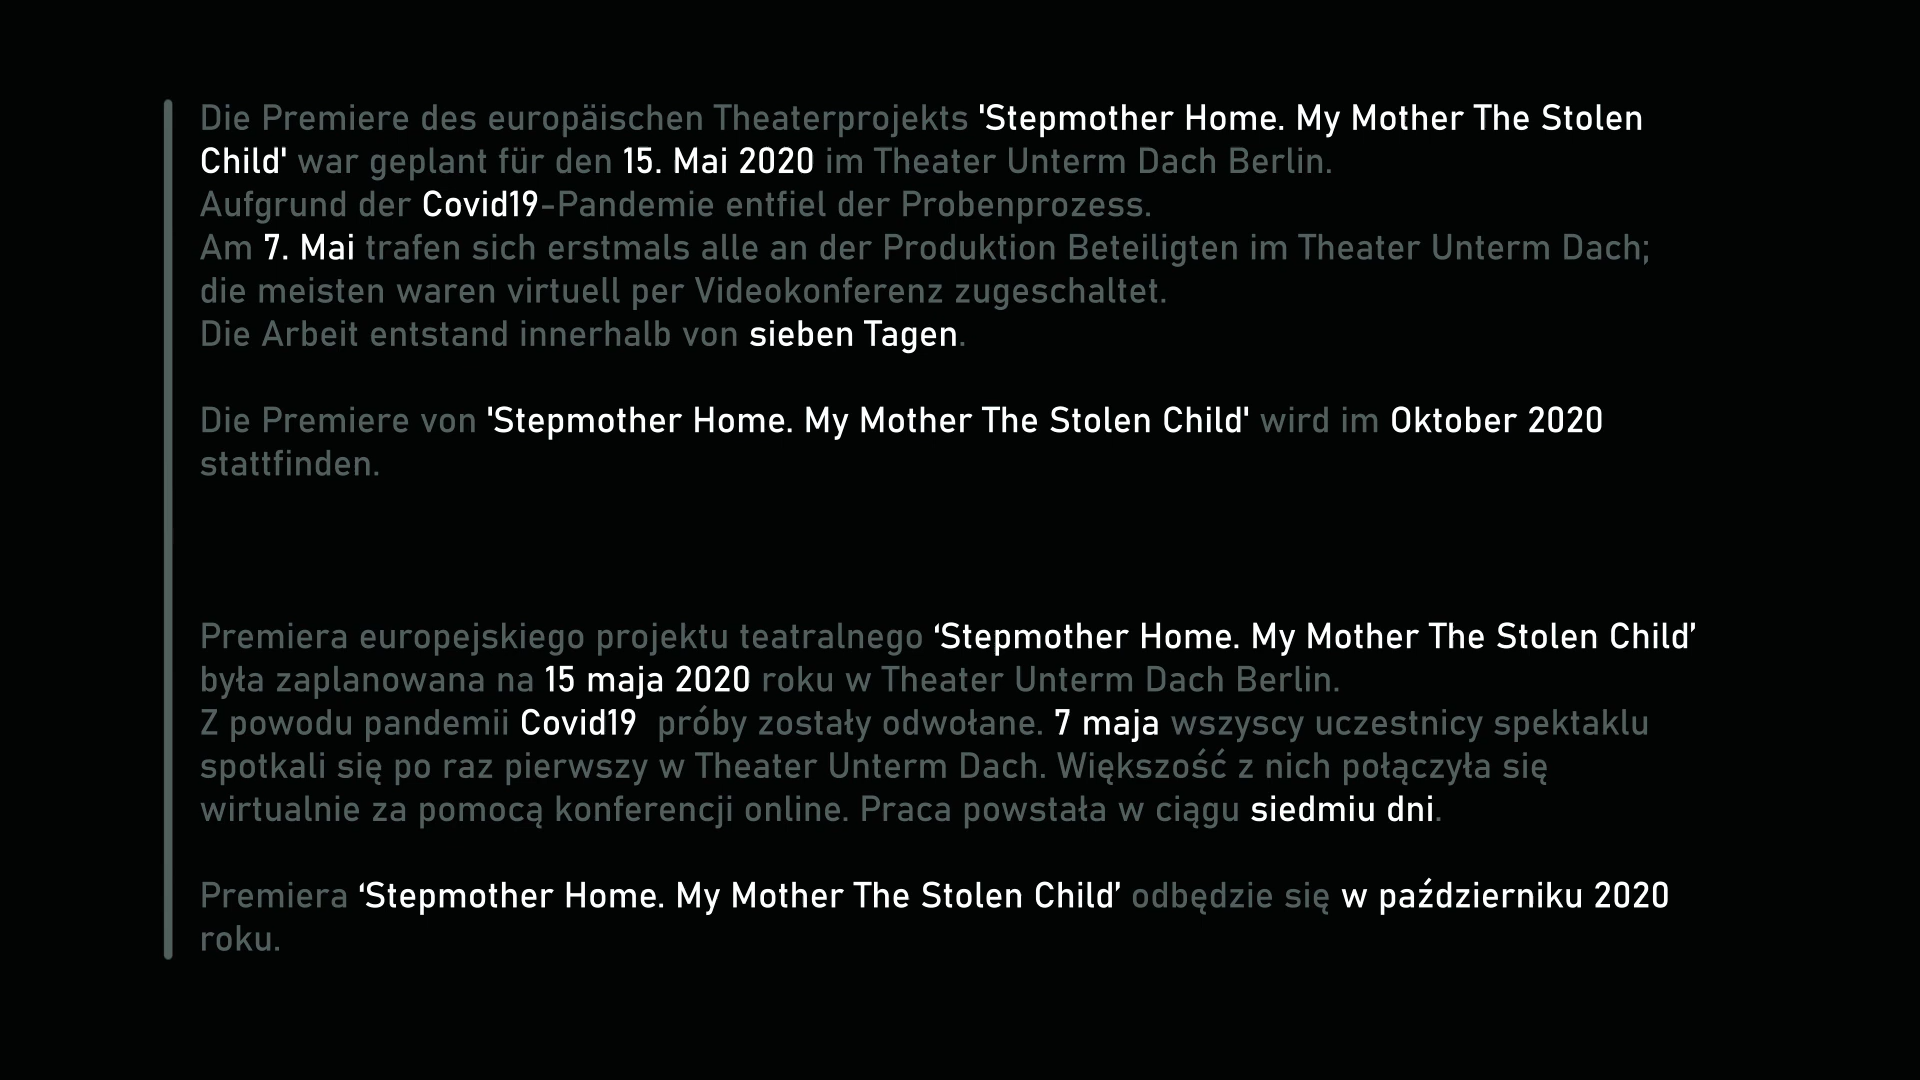 Die Premiere des europäischen Theaterprojekts 'Stepmother Home. My Mother The Stolen
Child' war geplant für den 15. Mai 2020 im Theater Unterm Dach Berlin.
Aufgrund der Covid19-Pandemie entfiel der Probenprozess.
Am 7. Mai trafen sich erstmals alle an der Produktion Beteiligten im Theater Unterm Dach;
die meisten waren virtuell per Videokonferenz zugeschaltet.
Die Arbeit entstand innerhalb von sieben Tagen.
Die Premiere von 'Stepmother Home. My Mother The Stolen Child' wird im Oktober 2020
stattfinden.
Premiera europejskiego projektu teatralnego ‘Stepmother Home. My Mother The Stolen Child’
była zaplanowana na 15 maja 2020 roku w Theater Unterm Dach Berlin.
Z powodu pandemii Covid19  próby zostały odwołane. 7 maja wszyscy uczestnicy spektaklu
spotkali się po raz pierwszy w Theater Unterm Dach. Większość z nich połączyła się
wirtualnie za pomocą konferencji online. Praca powstała w ciągu siedmiu dni.
Premiera ‘Stepmother Home. My Mother The Stolen Child’ odbędzie się w październiku 2020
roku.